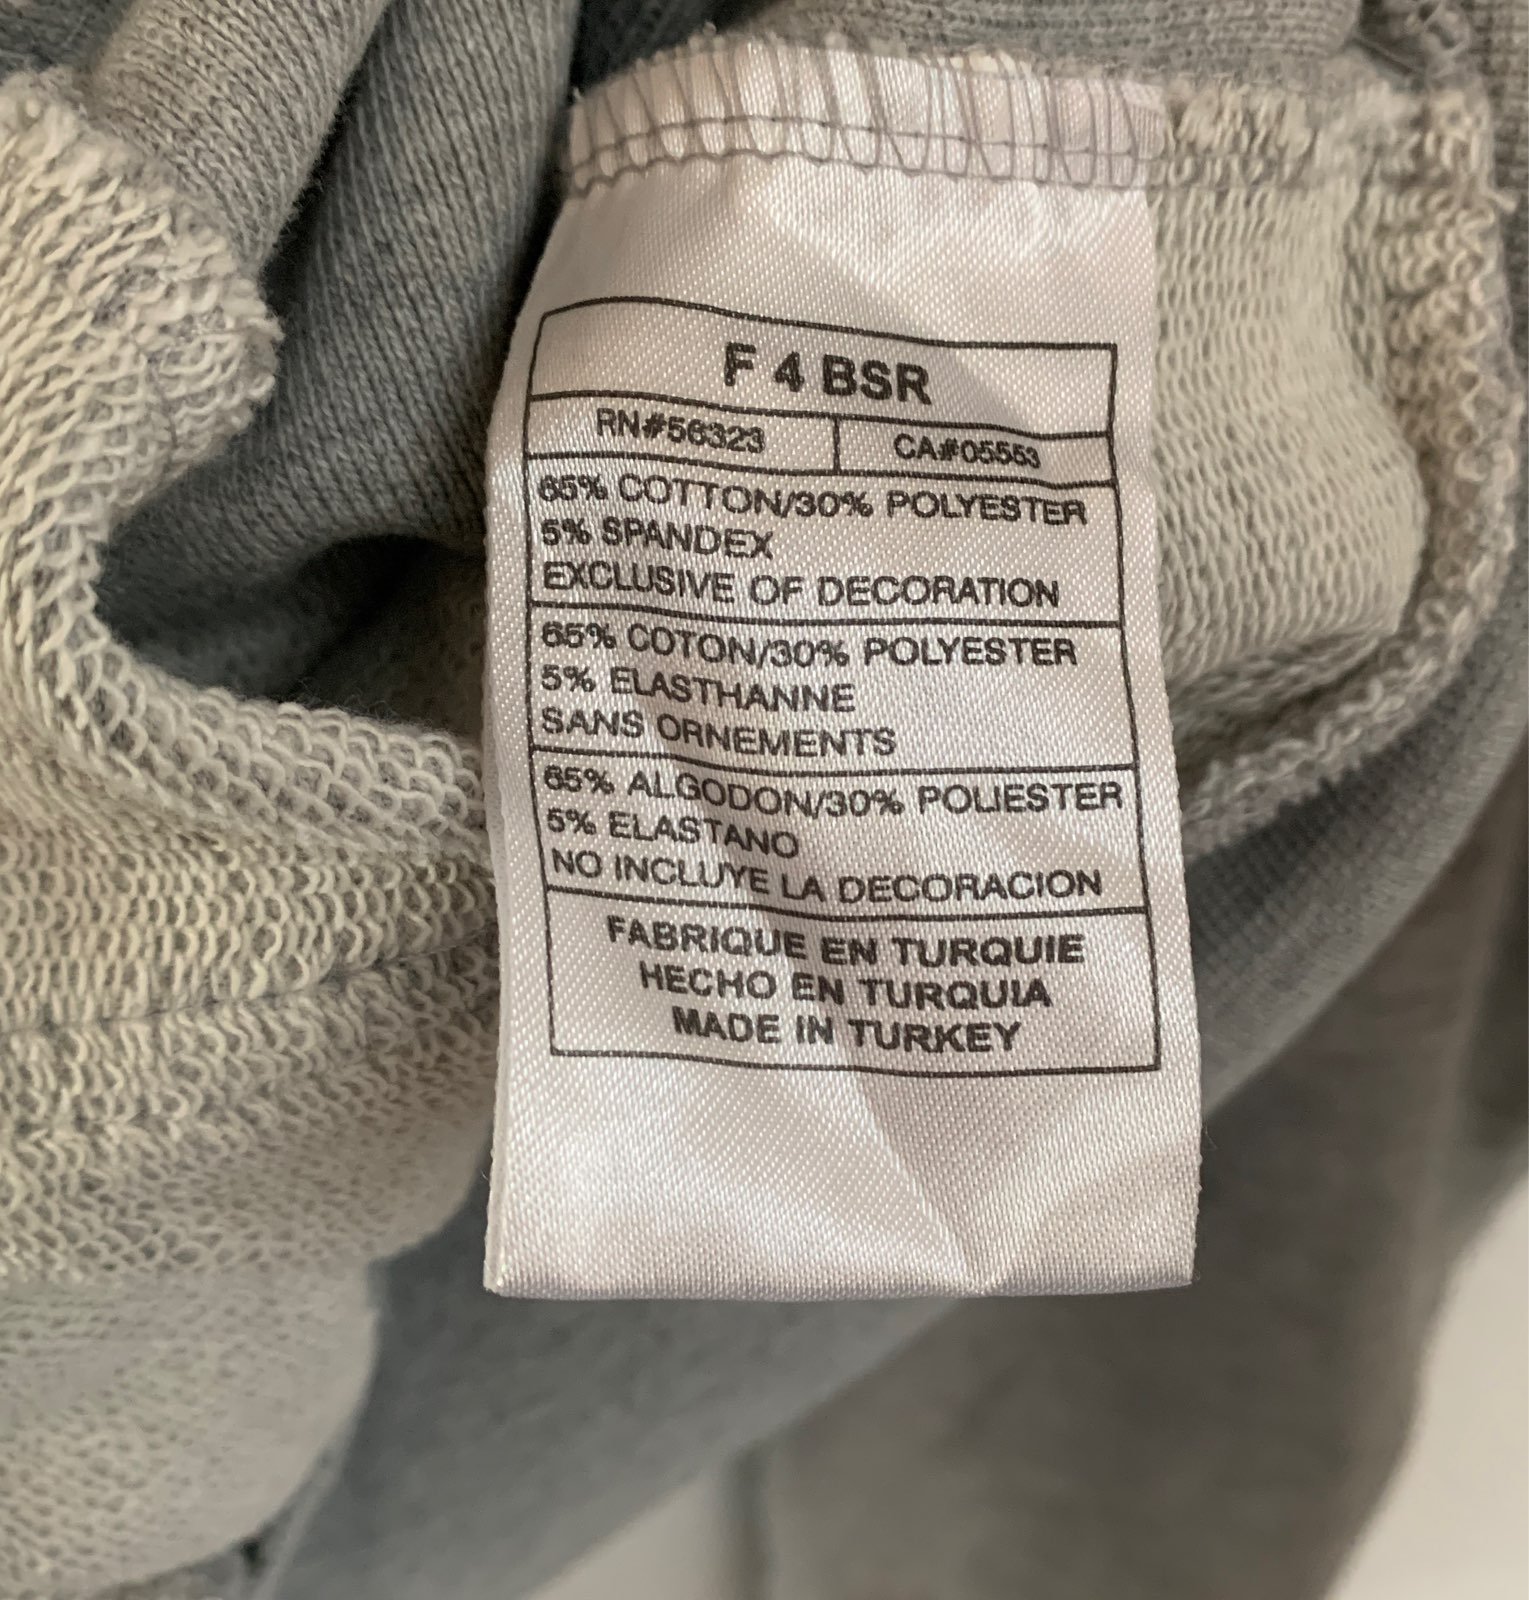 F 4 BSR
RN#56323 CA#05553
65% COTTON/30% POLYESTER
5% SPANDEX
EXCLUSIVE OF DECORATION
65% COTON/30% POLYESTER
5% ELASTHANNE
SANS ORNEMENTS
65% ALGODON/30% POLIESTER
5% ELASTANO
NO INCLUYE LA DECORACION
FABRIQUE EN TURQUIE
HECHO EN TURQUIA
MADE IN TURKEY